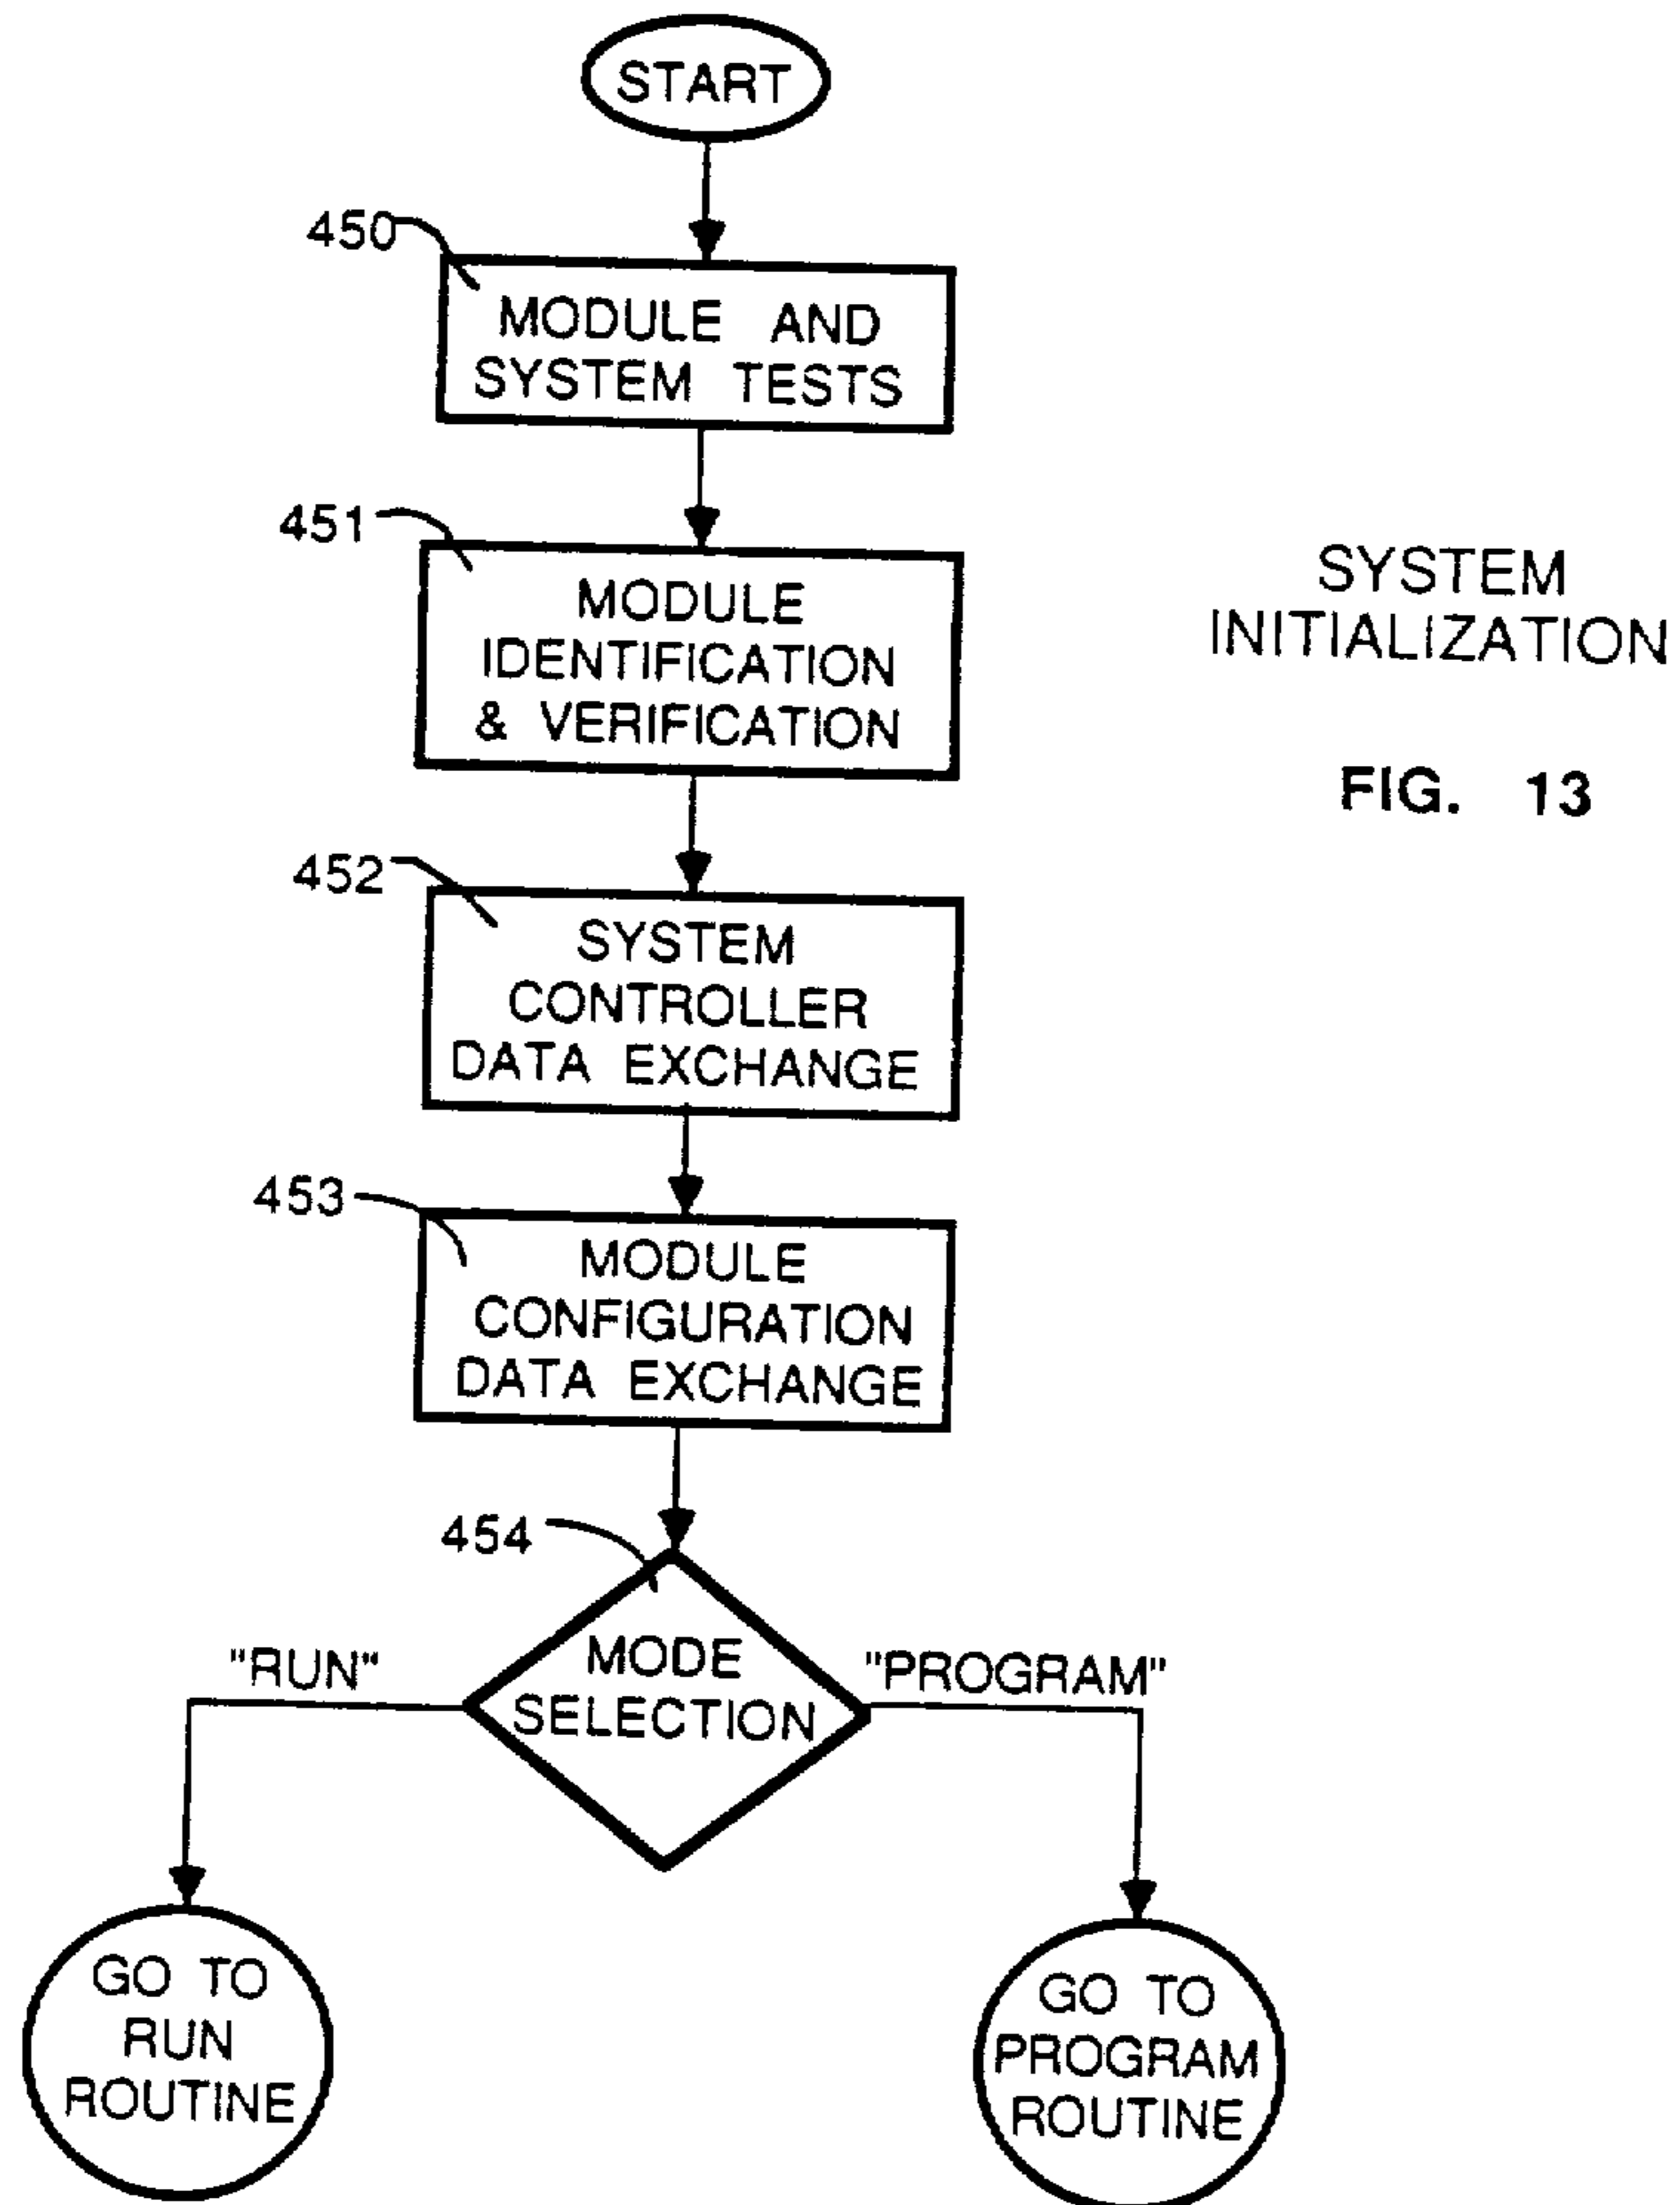 START
450
MODULE AND
SYSTEM TESTS
451
MODULE
IDENTIFICATION
& VERIFICATION
SYSTEM
INITIALIZATION
FIG. 13
452
SYSTEM
CONTROLLER
DATA EXCHANGE
453
MODULE
CONFIGURATION
DATA EXCHANGE
454
MODE
SELECTION
"RUN"
"PROGRAM"
GO TO
RUN
ROUTINE
GO TO
PROGRAM
ROUTINE